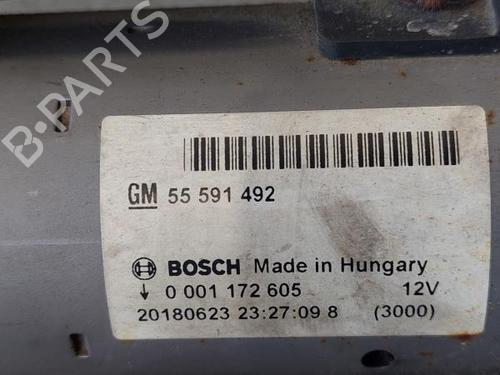 B-PARTS
GM 55 591 492
BOSCH Made in Hungary
↓ 0 001 172 605 12V
20180623 23:27:09 8 (3000)